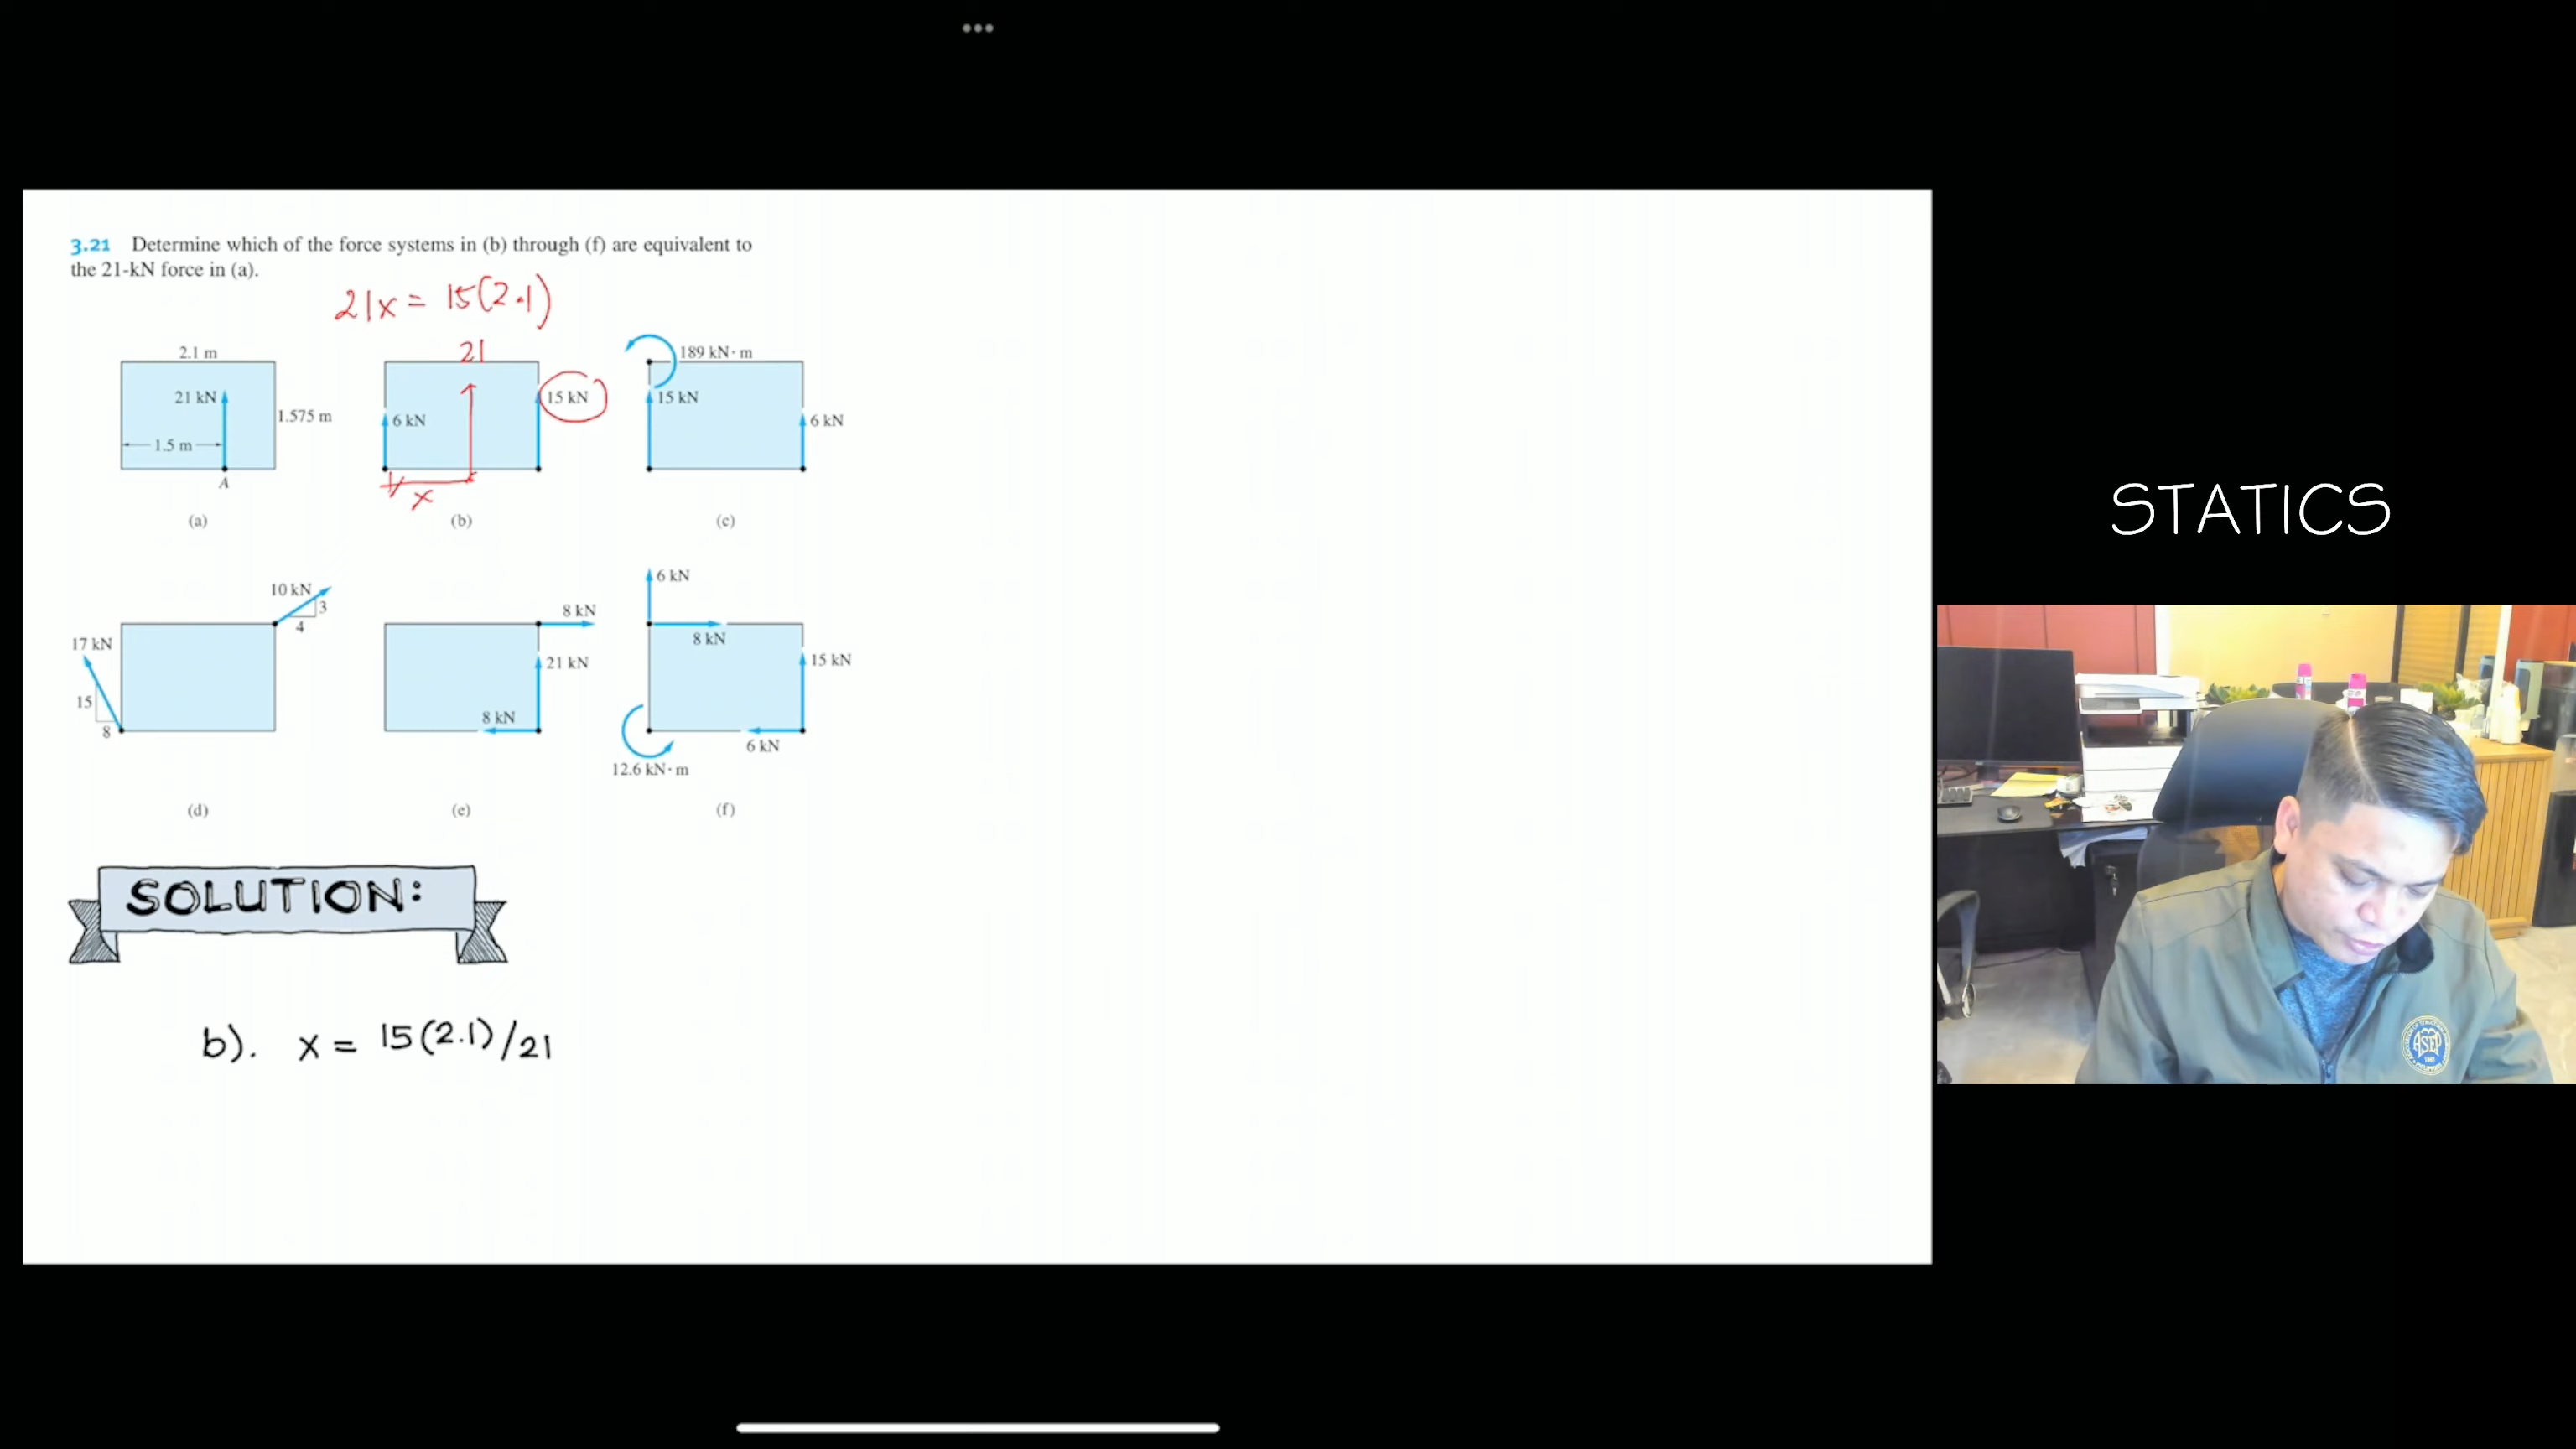 3.21 Determine which of the force systems in (b) through (f) are equivalent to
the 21-kN force in (a).
21x = 15(2.1)
2.1 m
21 kN
1.575 m
1.5 m
A
(a)
21
15 kN
6 kN
x
(b)
189 kN·m
15 kN
6 kN
(c)
10 kN
3
4
17 kN
15
8
(d)
8 kN
21 kN
8 kN
(e)
6 kN
8 kN
15 kN
6 kN
12.6 kN·m
(f)
SOLUTION:
b). x = 15(2.1)/21
STATICS
ASEP